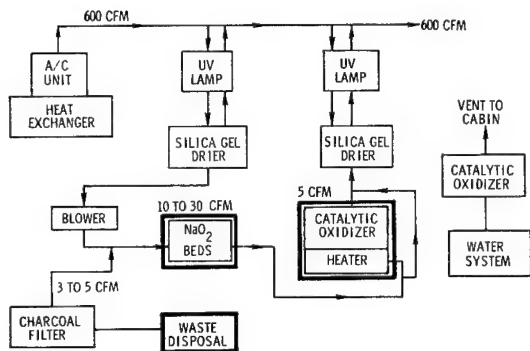 600 CFM
600 CFM
A/C
UNIT
HEAT
EXCHANGER
UV
LAMP
UV
LAMP
SILICA GEL
DRIER
SILICA GEL
DRIER
VENT TO
CABIN
CATALYTIC
OXIDIZER
WATER
SYSTEM
BLOWER
10 TO 30 CFM
NaO2
BEDS
5 CFM
CATALYTIC
OXIDIZER
HEATER
3 TO 5 CFM
CHARCOAL
FILTER
WASTE
DISPOSAL